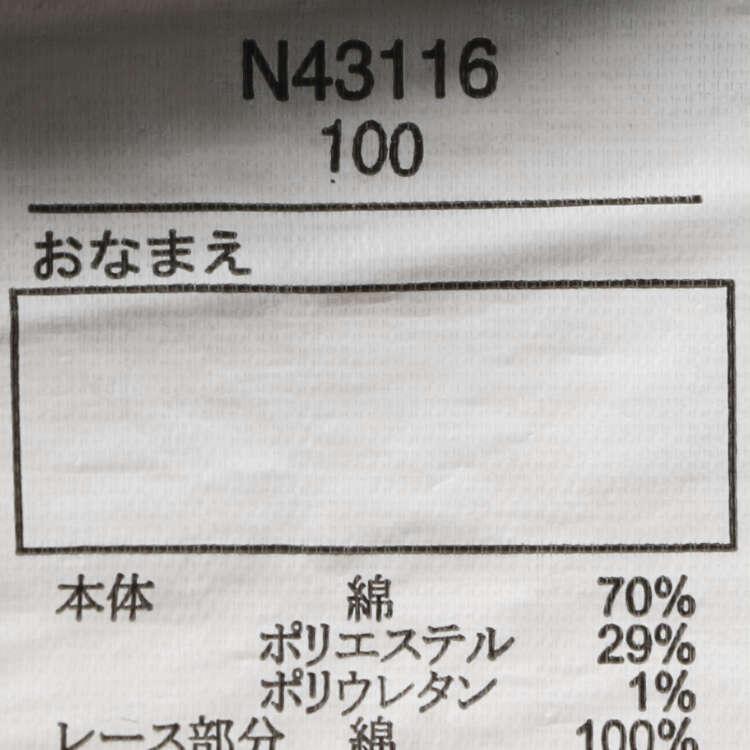 N43116
100
おなまえ
本体 綿 70%
ポリエステル 29%
ポリウレタン 1%
レース部分 綿 100%